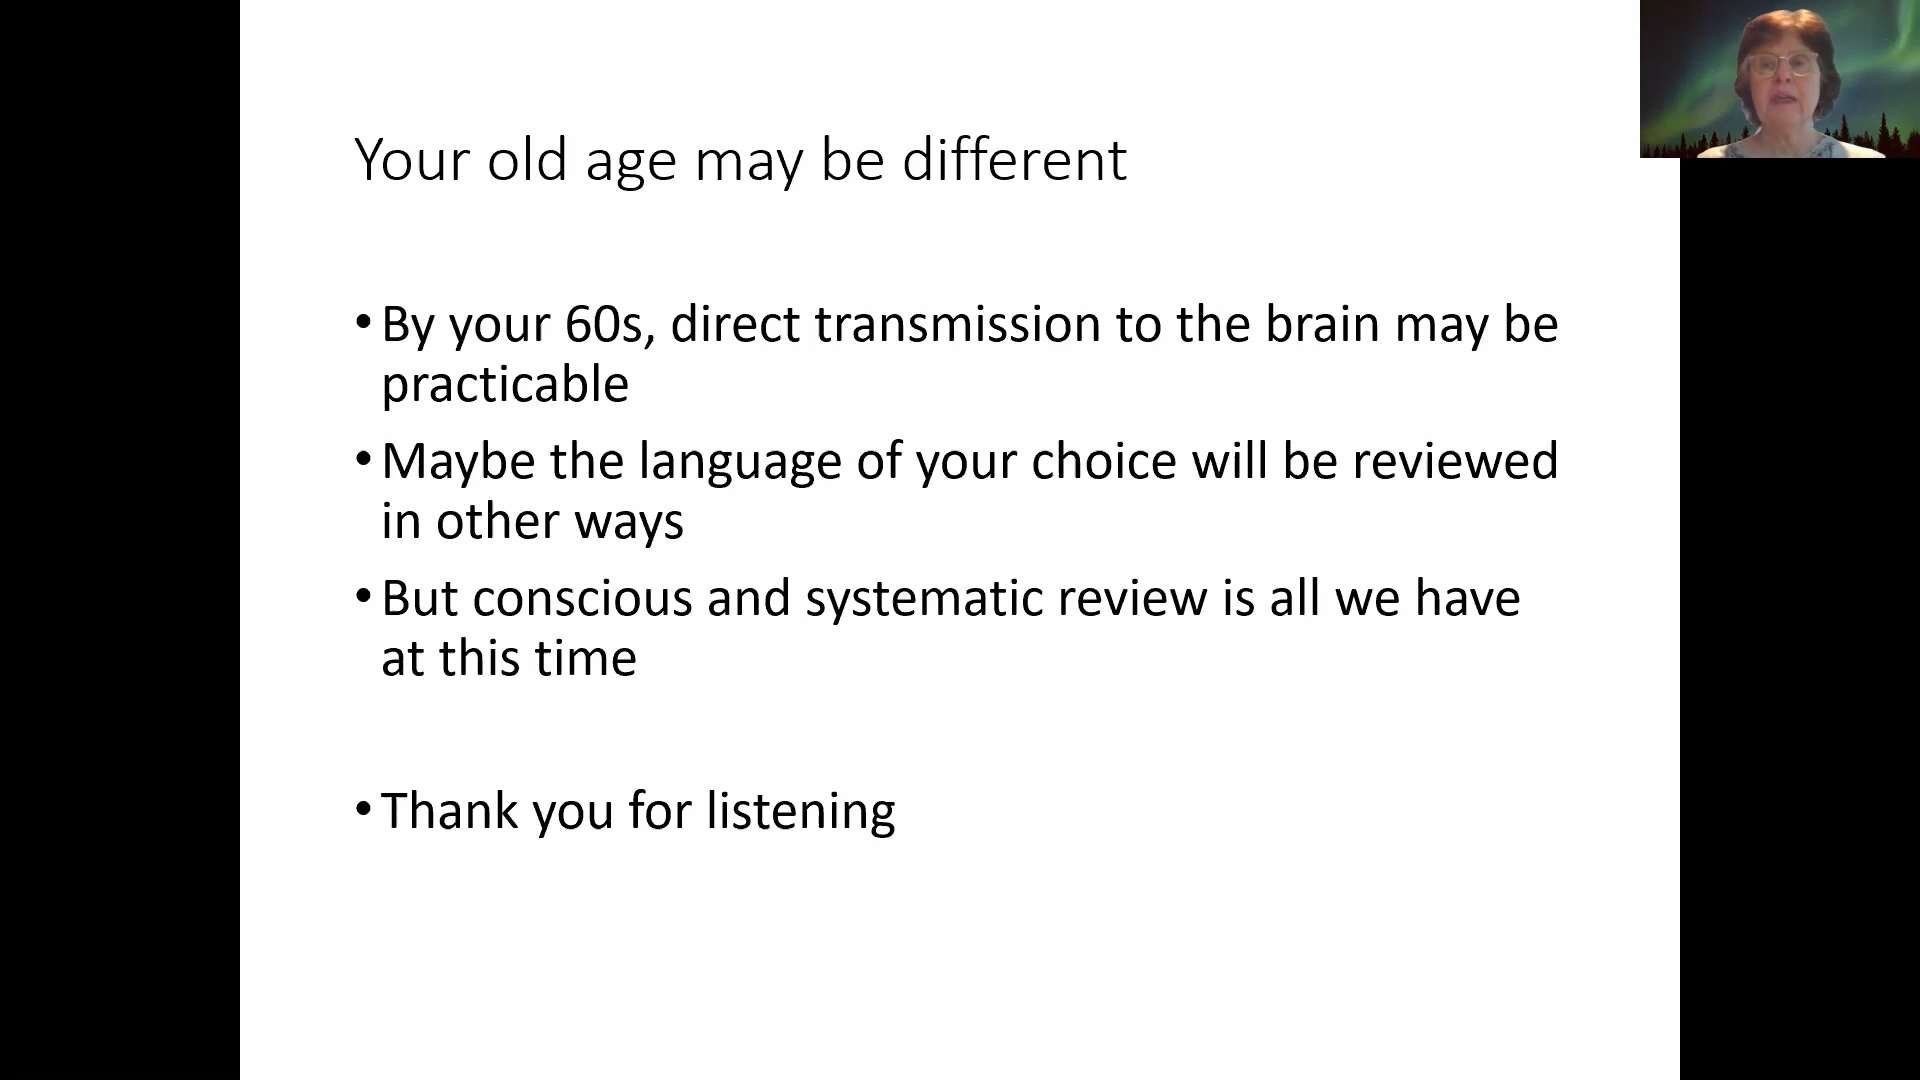 Your old age may be different
• By your 60s, direct transmission to the brain may be
practicable
• Maybe the language of your choice will be reviewed
in other ways
• But conscious and systematic review is all we have
at this time
• Thank you for listening